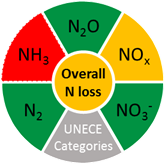 N₂O
NH₃
NOₓ
Overall
N loss
N₂
NO₃⁻
UNECE
Categories